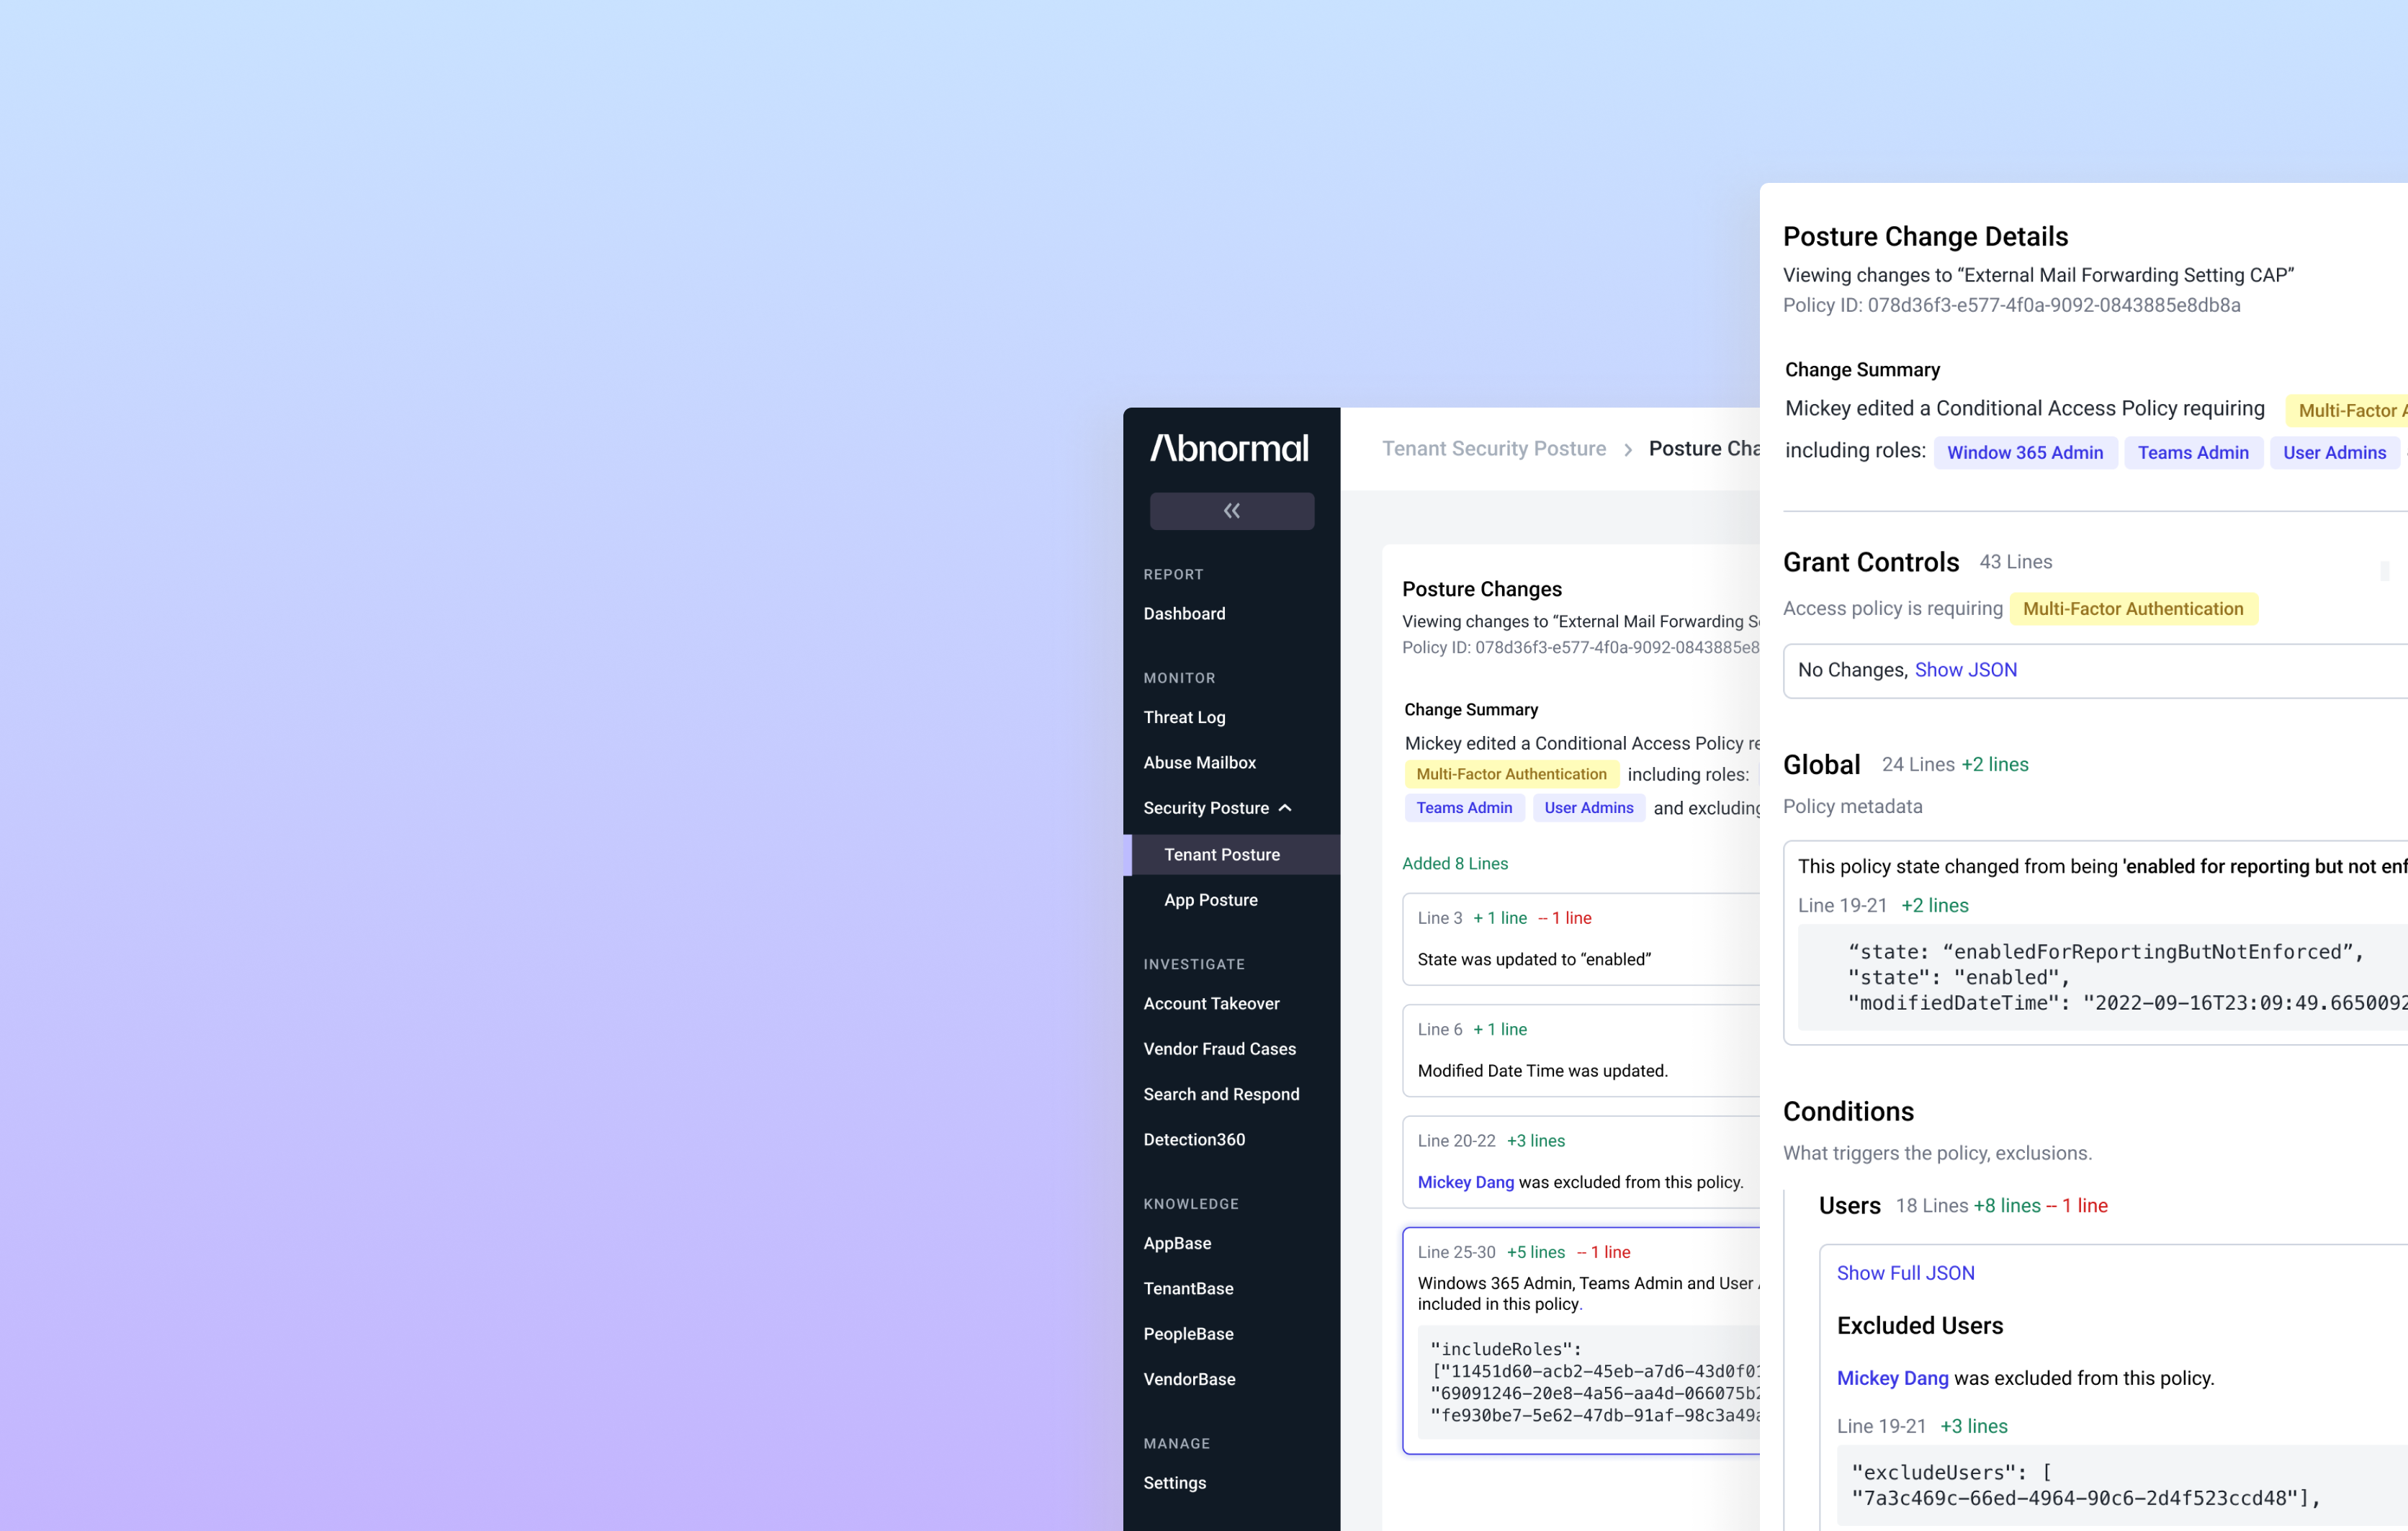 Abnormal
REPORT
Dashboard
MONITOR
Threat Log
Abuse Mailbox
Security Posture
Tenant Posture
App Posture
INVESTIGATE
Account Takeover
Vendor Fraud Cases
Search and Respond
Detection360
KNOWLEDGE
AppBase
TenantBase
PeopleBase
VendorBase
MANAGE
Settings
Tenant Security Posture > Posture Cha
Posture Changes
Viewing changes to “External Mail Forwarding S
Policy ID: 078d36f3-e577-4f0a-9092-0843885e8
Change Summary
Mickey edited a Conditional Access Policy re
Multi-Factor Authentication including roles:
Teams Admin User Admins and excluding
Added 8 Lines
Line 3 + 1 line -- 1 line
State was updated to “enabled”
Line 6 + 1 line
Modified Date Time was updated.
Line 20-22 +3 lines
Mickey Dang was excluded from this policy.
Line 25-30 +5 lines -- 1 line
Windows 365 Admin, Teams Admin and User
included in this policy.
"includeRoles":
["11451d60-acb2-45eb-a7d6-43d0f01
"69091246-20e8-4a56-aa4d-066075b2
"fe930be7-5e62-47db-91af-98c3a49a
Posture Change Details
Viewing changes to “External Mail Forwarding Setting CAP”
Policy ID: 078d36f3-e577-4f0a-9092-0843885e8db8a
Change Summary
Mickey edited a Conditional Access Policy requiring Multi-Factor A
including roles: Window 365 Admin Teams Admin User Admins
Grant Controls 43 Lines
Access policy is requiring Multi-Factor Authentication
No Changes, Show JSON
Global 24 Lines +2 lines
Policy metadata
This policy state changed from being 'enabled for reporting but not enf
Line 19-21 +2 lines
“state: “enabledForReportingButNotEnforced”,
"state": "enabled",
"modifiedDateTime": "2022-09-16T23:09:49.6650092
Conditions
What triggers the policy, exclusions.
Users 18 Lines +8 lines -- 1 line
Show Full JSON
Excluded Users
Mickey Dang was excluded from this policy.
Line 19-21 +3 lines
"excludeUsers": [
"7a3c469c-66ed-4964-90c6-2d4f523ccd48"],